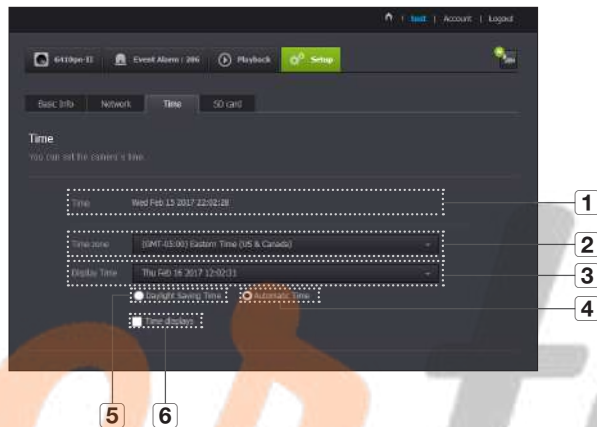 test | Account | Logout
6410pn-II
Event Alarm : 206
Playback
Setup
Basic Info
Network
Time
SD card
Time
You can set the camera's time.
Time
Wed Feb 15 2017 22:02:28
1
Time zone
(GMT-05:00) Eastern Time (US & Canada)
2
Display Time
Thu Feb 16 2017 12:02:31
3
Daylight Saving Time
Automatic Time
4
Time displays
5
6